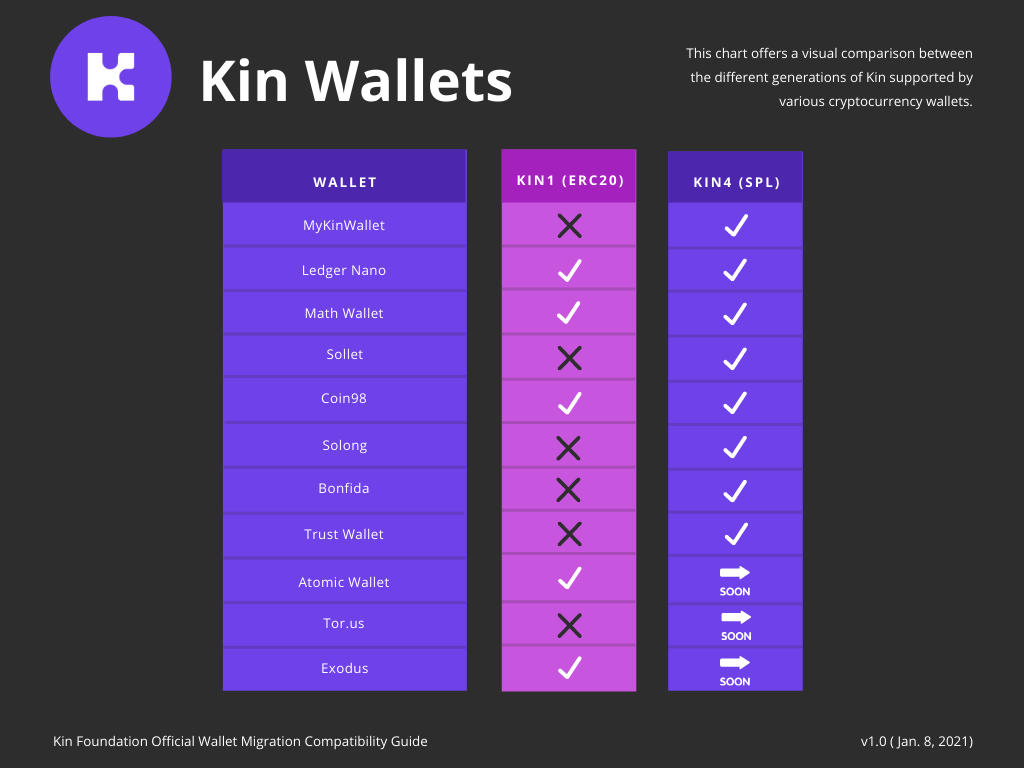 Kin Wallets
This chart offers a visual comparison between
the different generations of Kin supported by
various cryptocurrency wallets.
WALLET
KIN1 (ERC20)
KIN4 (SPL)
MyKinWallet
Ledger Nano
Math Wallet
Sollet
Coin98
Solong
Bonfida
Trust Wallet
Atomic Wallet
SOON
Tor.us
SOON
Exodus
SOON
Kin Foundation Official Wallet Migration Compatibility Guide
v1.0 ( Jan. 8, 2021)